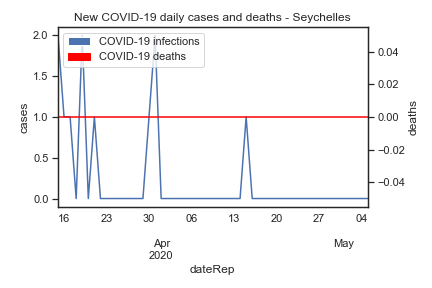 New COVID-19 daily cases and deaths - Seychelles
COVID-19 infections
COVID-19 deaths
2.0
1.5
1.0
0.5
0.0
cases
0.04
0.02
0.00
−0.02
−0.04
deaths
16 23 30 06 13 20 27 04
Apr May
2020
dateRep